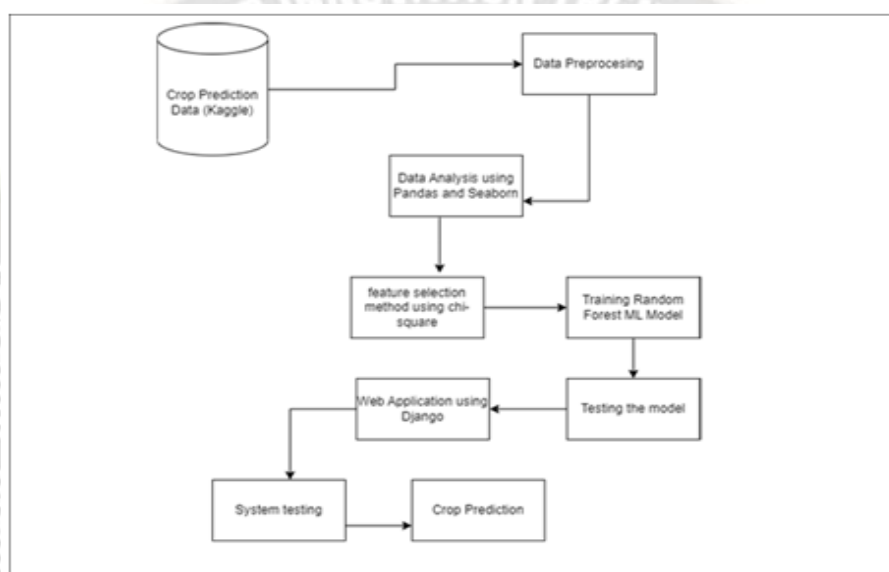 Crop Prediction
Data (Kaggle)
Data Preprocesing
Data Analysis using
Pandas and Seaborn
feature selection
method using chi-
square
Training Random
Forest ML Model
Web Application using
Django
Testing the model
System testing
Crop Prediction